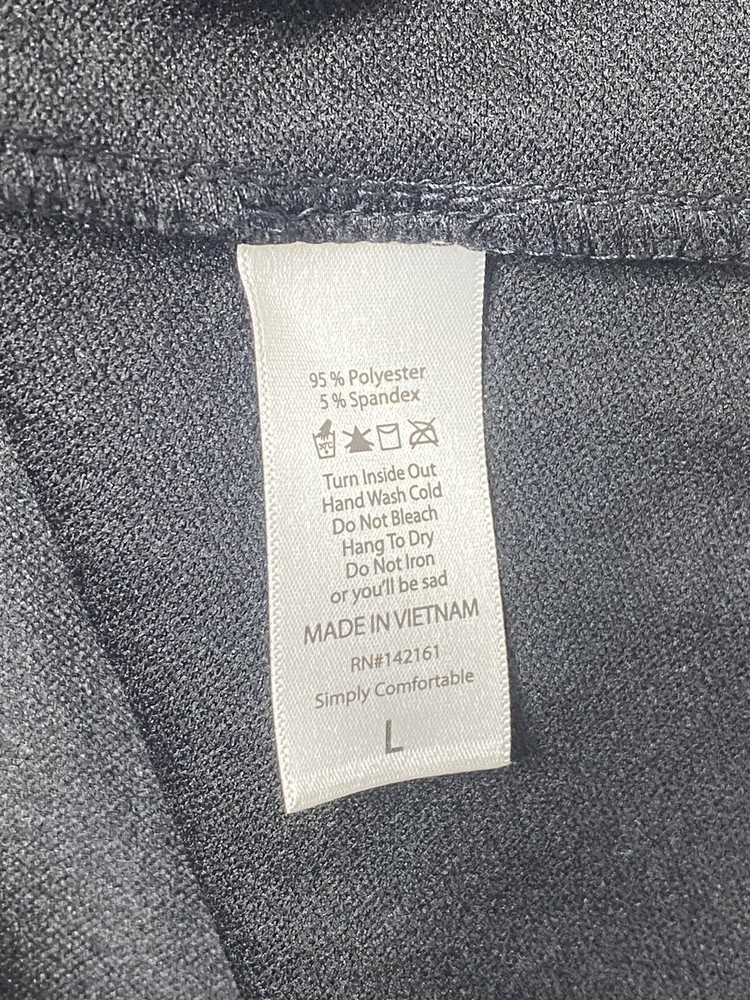 95 % Polyester
5 % Spandex
Turn Inside Out
Hand Wash Cold
Do Not Bleach
Hang To Dry
Do Not Iron
or you'll be sad
MADE IN VIETNAM
RN#142161
Simply Comfortable
L